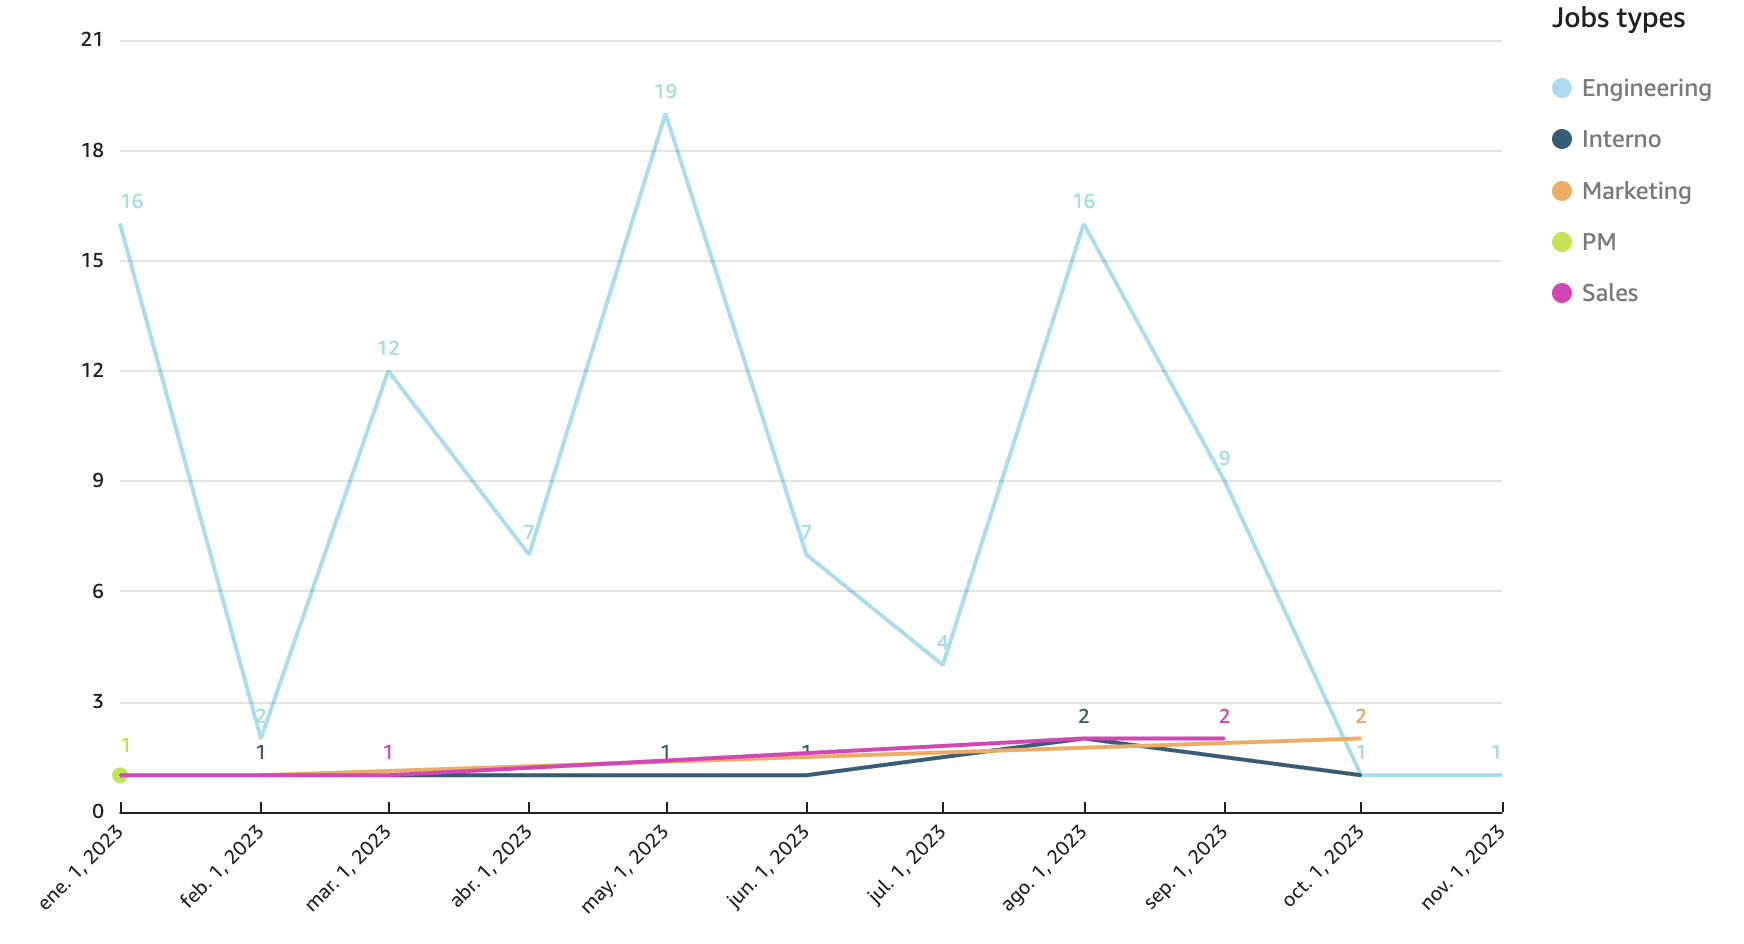 Jobs types
Engineering
Interno
Marketing
PM
Sales
21
18
15
12
9
6
3
0
16
2
12
7
19
7
4
16
9
1
1
1
1
1
1
1
2
2
2
ene. 1, 2023
feb. 1, 2023
mar. 1, 2023
abr. 1, 2023
may. 1, 2023
jun. 1, 2023
jul. 1, 2023
ago. 1, 2023
sep. 1, 2023
oct. 1, 2023
nov. 1, 2023